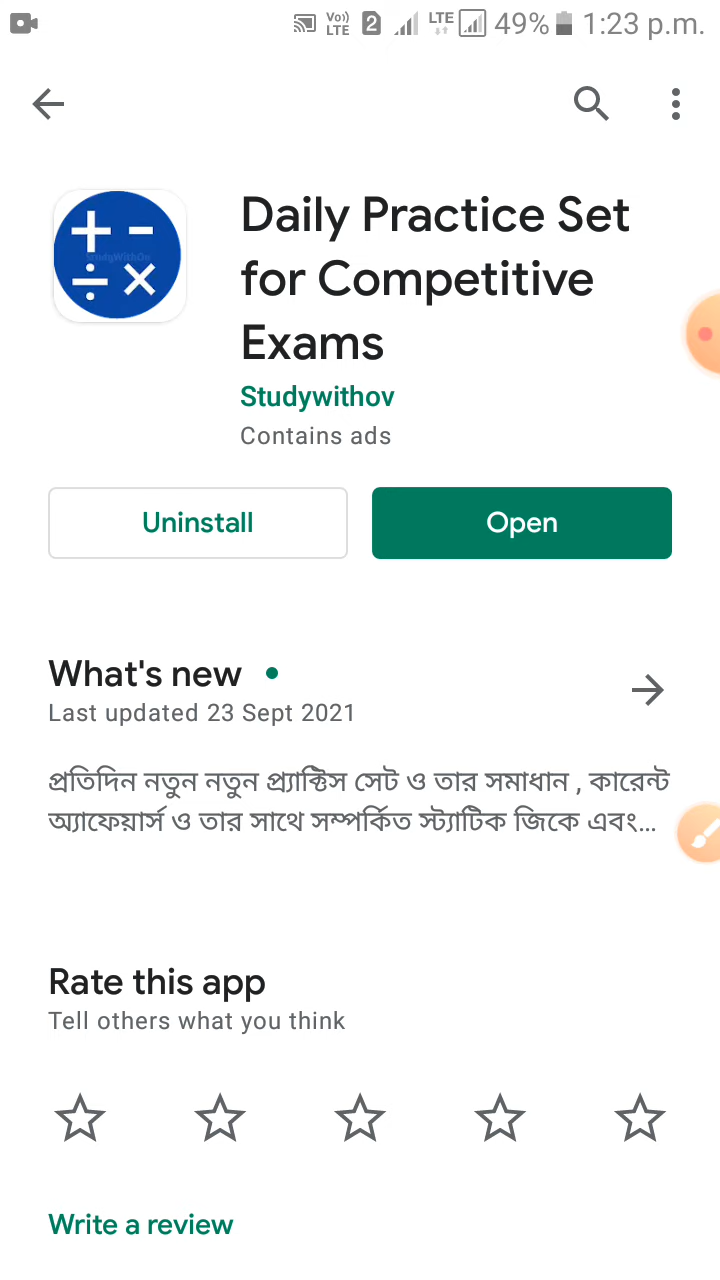 Vo)) LTE 2 LTE 49% 1:23 p.m.
StudyWithOv
Daily Practice Set
for Competitive
Exams
Studywithov
Contains ads
Uninstall
Open
What's new
Last updated 23 Sept 2021
প্রতিদিন নতুন নতুন প্র্যাক্টিস সেট ও তার সমাধান , কারেন্ট
অ্যাফেয়ার্স ও তার সাথে সম্পর্কিত স্ট্যাটিক জিকে এবং...
Rate this app
Tell others what you think
Write a review